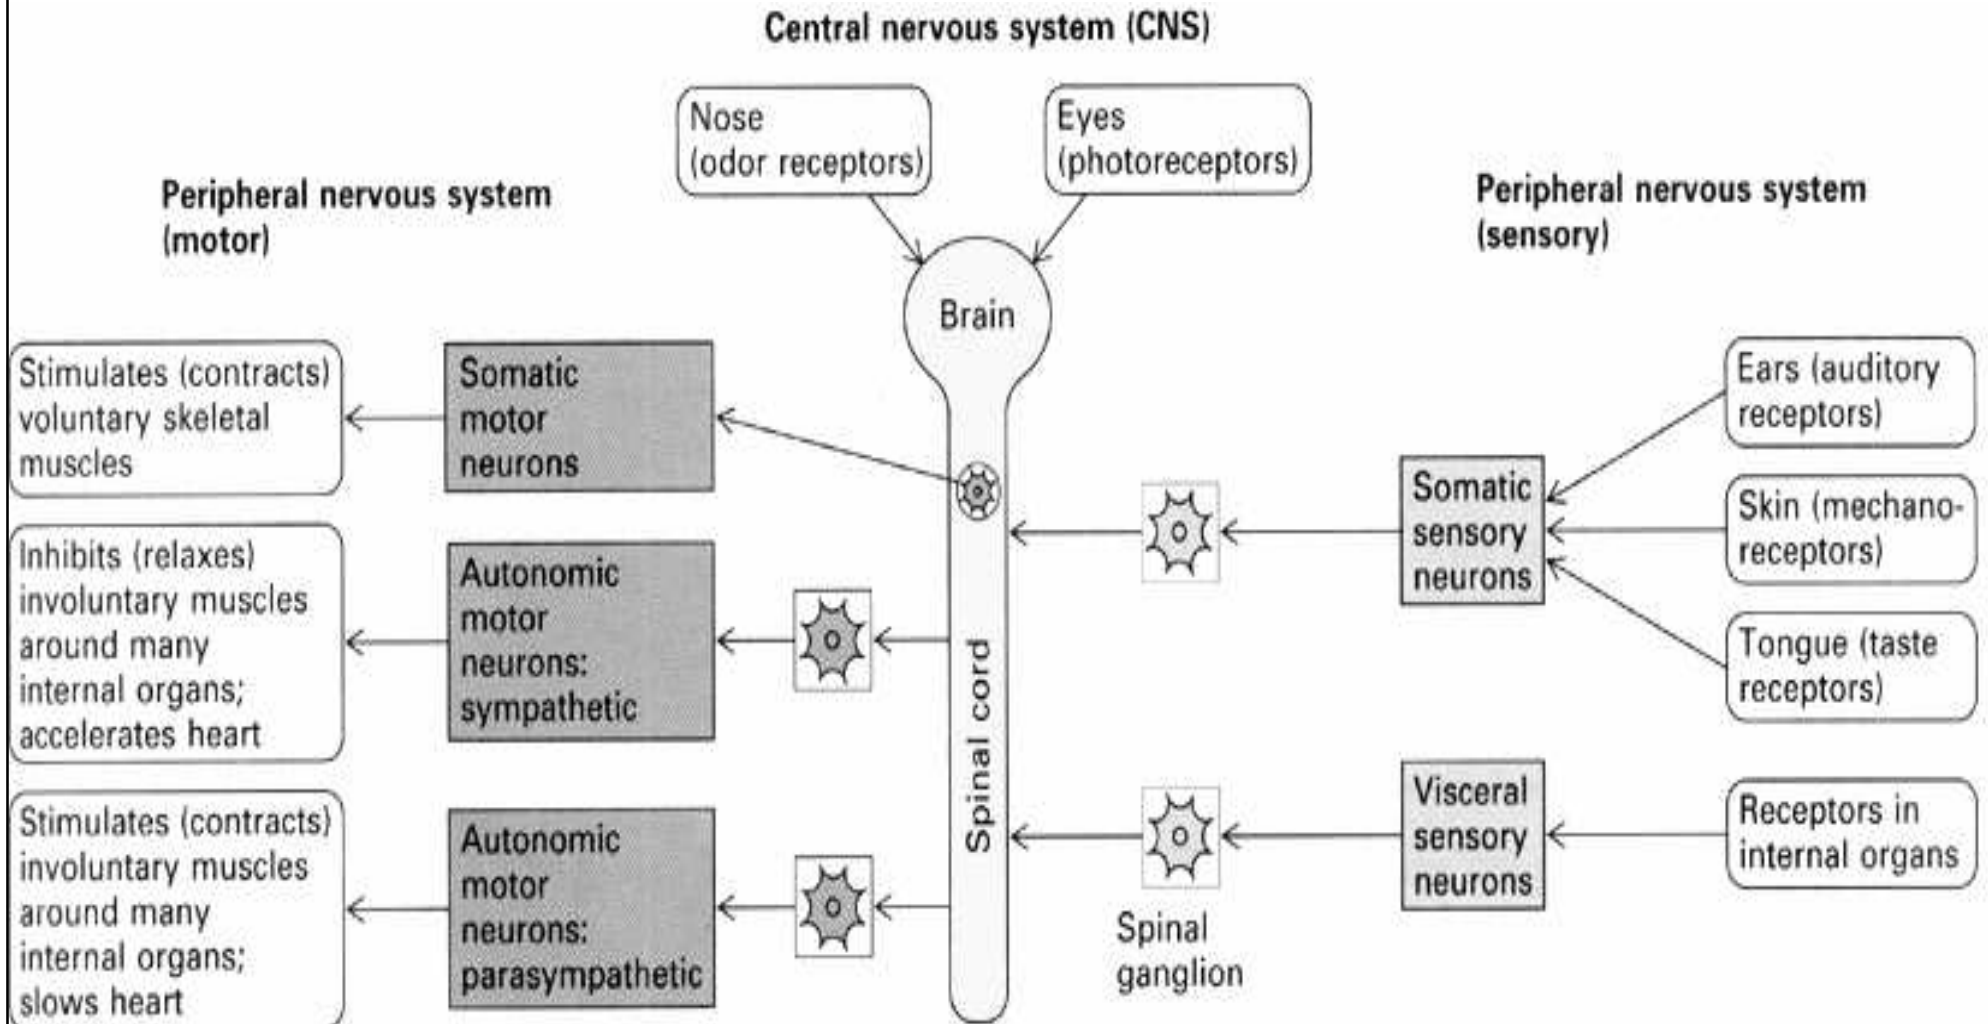 Central nervous system (CNS)
Nose
(odor receptors)
Eyes
(photoreceptors)
Peripheral nervous system
(motor)
Peripheral nervous system
(sensory)
Brain
Spinal cord
Stimulates (contracts)
voluntary skeletal
muscles
Somatic
motor
neurons
Inhibits (relaxes)
involuntary muscles
around many
internal organs;
accelerates heart
Autonomic
motor
neurons:
sympathetic
Stimulates (contracts)
involuntary muscles
around many
internal organs;
slows heart
Autonomic
motor
neurons:
parasympathetic
Somatic
sensory
neurons
Ears (auditory
receptors)
Skin (mechano-
receptors)
Tongue (taste
receptors)
Spinal
ganglion
Visceral
sensory
neurons
Receptors in
internal organs